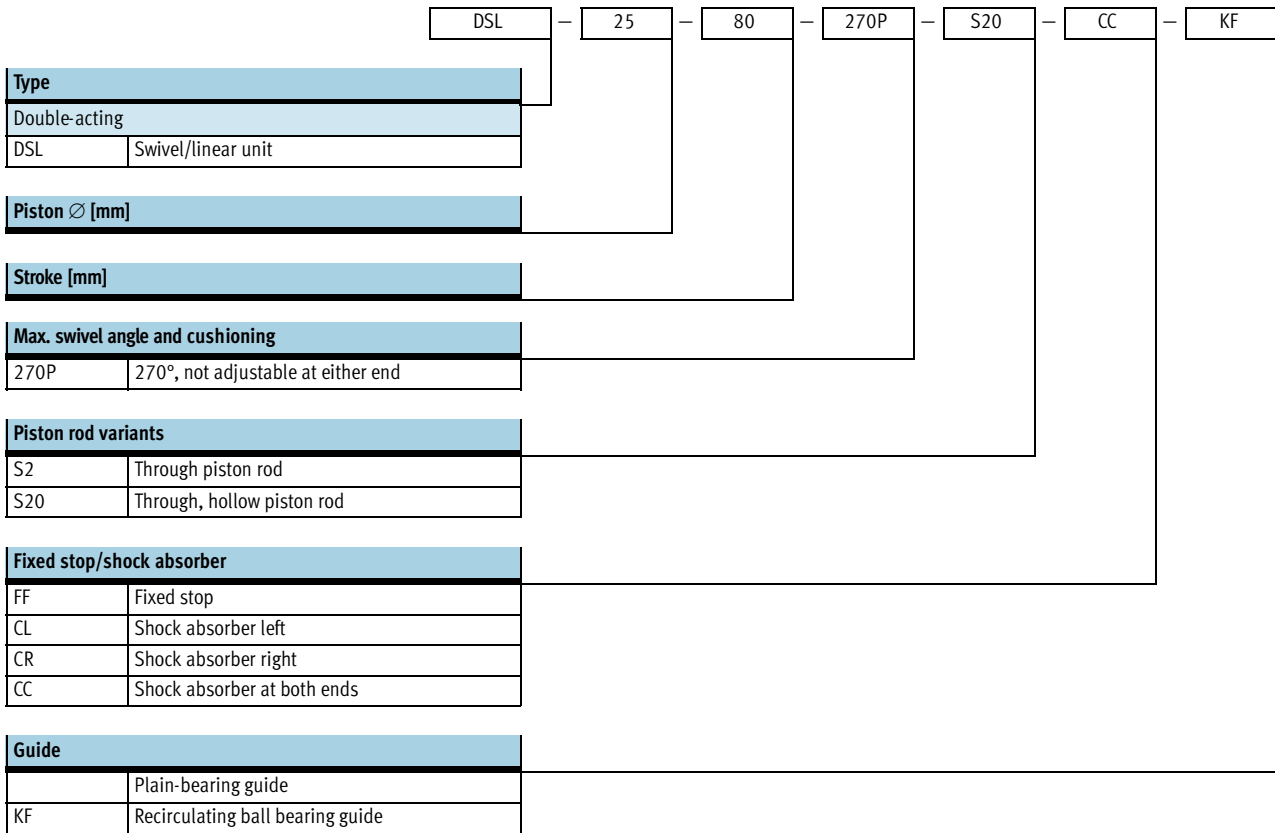 DSL – 25 – 80 – 270P – S20 – CC – KF
Type
Double-acting
DSL Swivel/linear unit
Piston ∅ [mm]
Stroke [mm]
Max. swivel angle and cushioning
270P 270°, not adjustable at either end
Piston rod variants
S2 Through piston rod
S20 Through, hollow piston rod
Fixed stop/shock absorber
FF Fixed stop
CL Shock absorber left
CR Shock absorber right
CC Shock absorber at both ends
Guide
Plain-bearing guide
KF Recirculating ball bearing guide